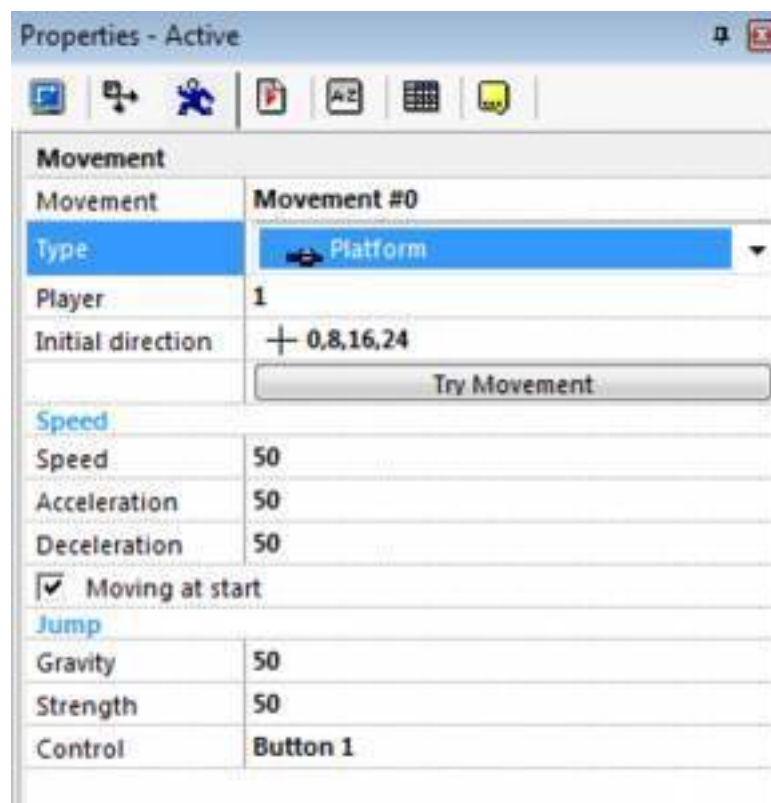 Properties - Active
Movement
Movement Movement #0
Type Platform
Player 1
Initial direction 0,8,16,24
Try Movement
Speed
Speed 50
Acceleration 50
Deceleration 50
Moving at start
Jump
Gravity 50
Strength 50
Control Button 1